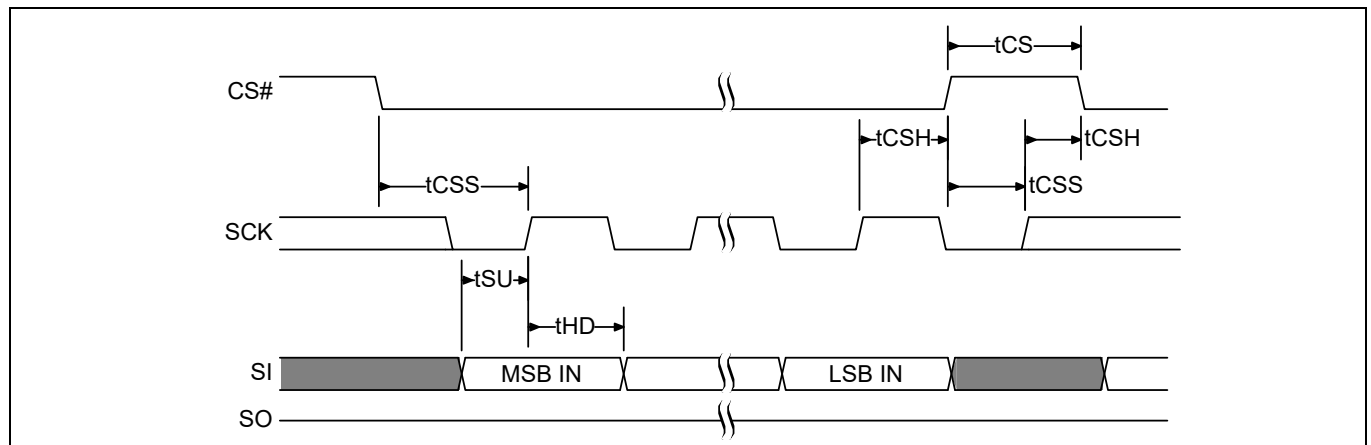 tCS
CS#
tCSH
tCSH
tCSS
tCSS
SCK
tSU
tHD
SI
MSB IN
LSB IN
SO